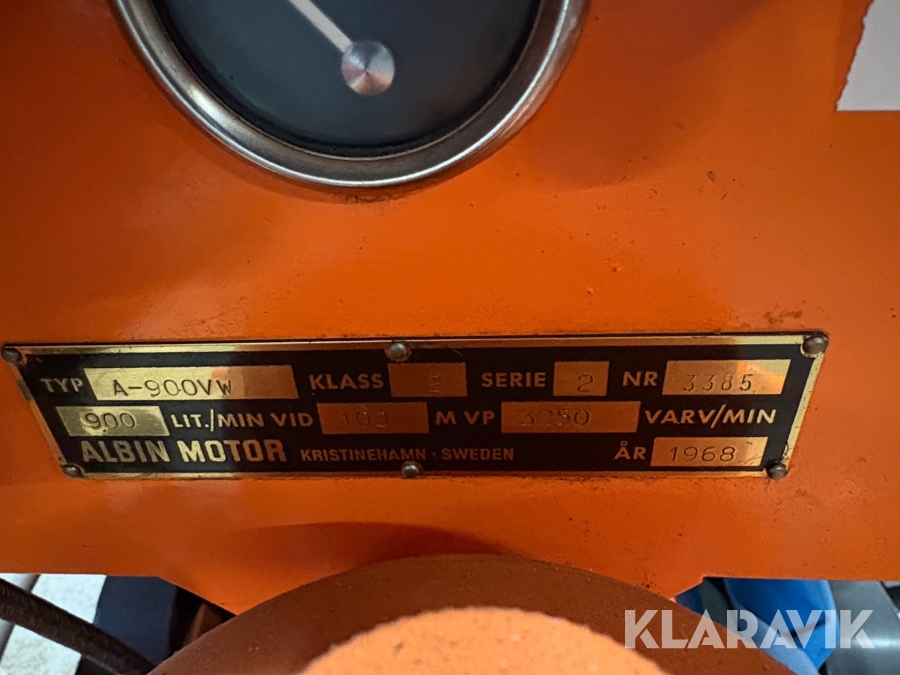 TYP A-900VW KLASS SERIE 2 NR 3385
900 LIT./MIN VID M VP 3250 VARV/MIN
ALBIN MOTOR KRISTINEHAMN · SWEDEN ÅR 1968
KLARAVIK